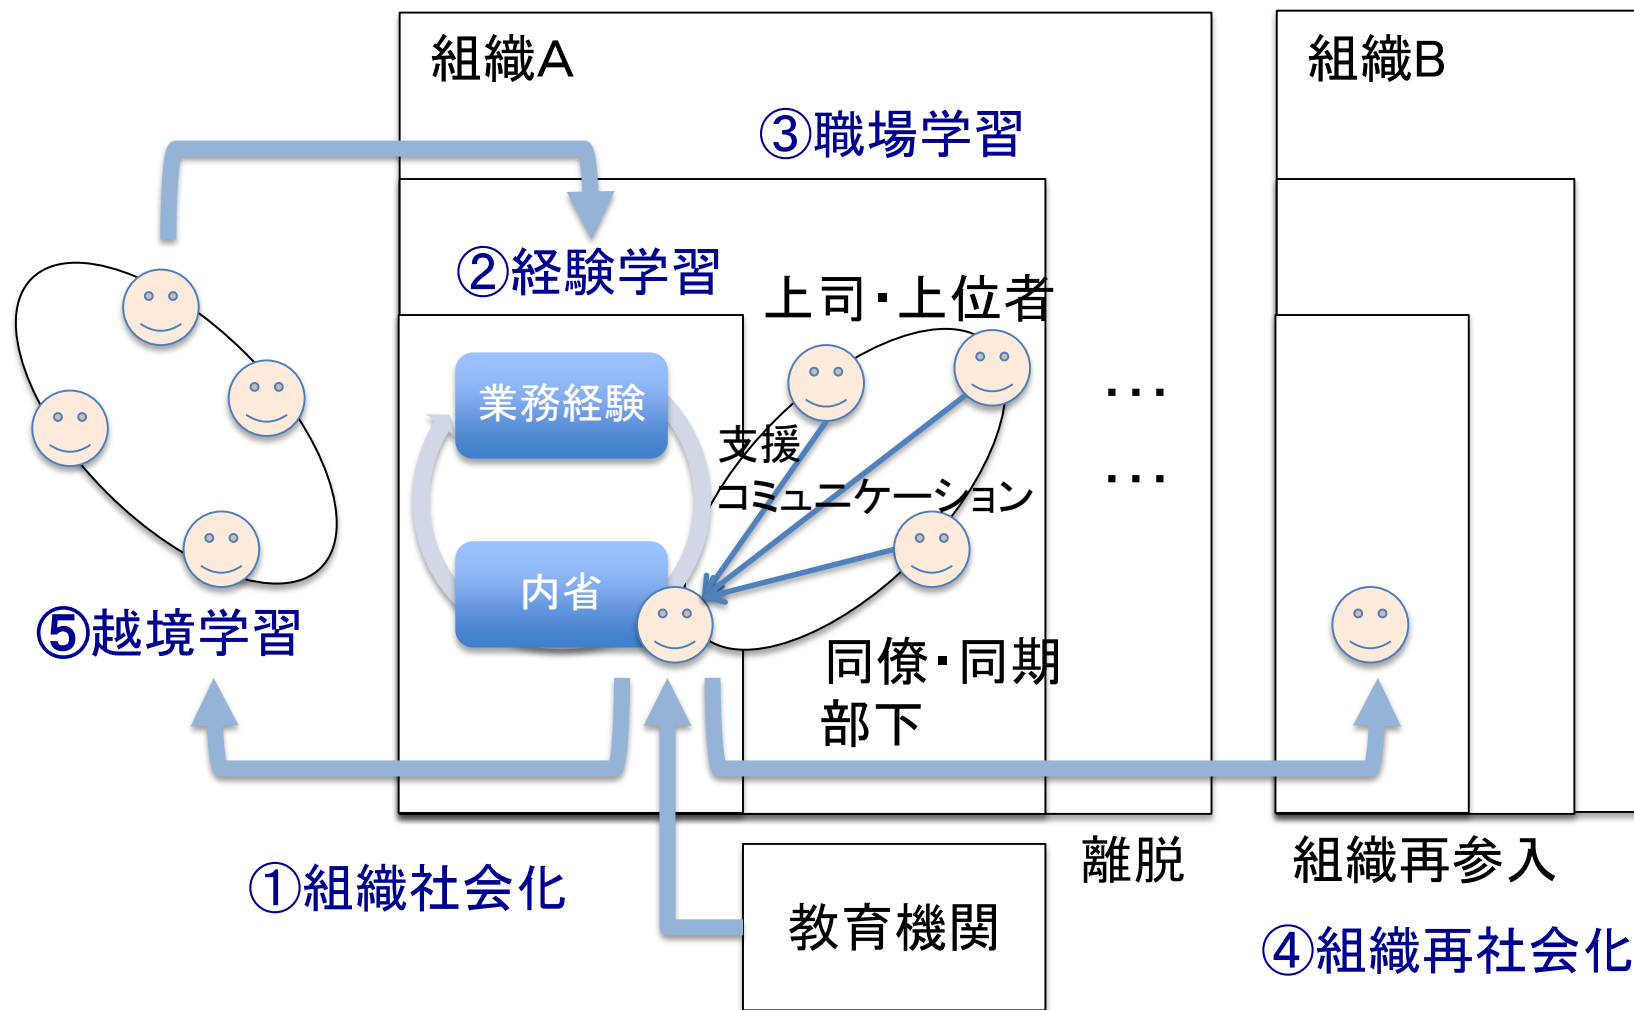 組織A
組織B
③職場学習
②経験学習
上司・上位者
業務経験
支援
コミュニケーション
・・・
・・・
内省
⑤越境学習
同僚・同期
部下
離脱
組織再参入
①組織社会化
教育機関
④組織再社会化